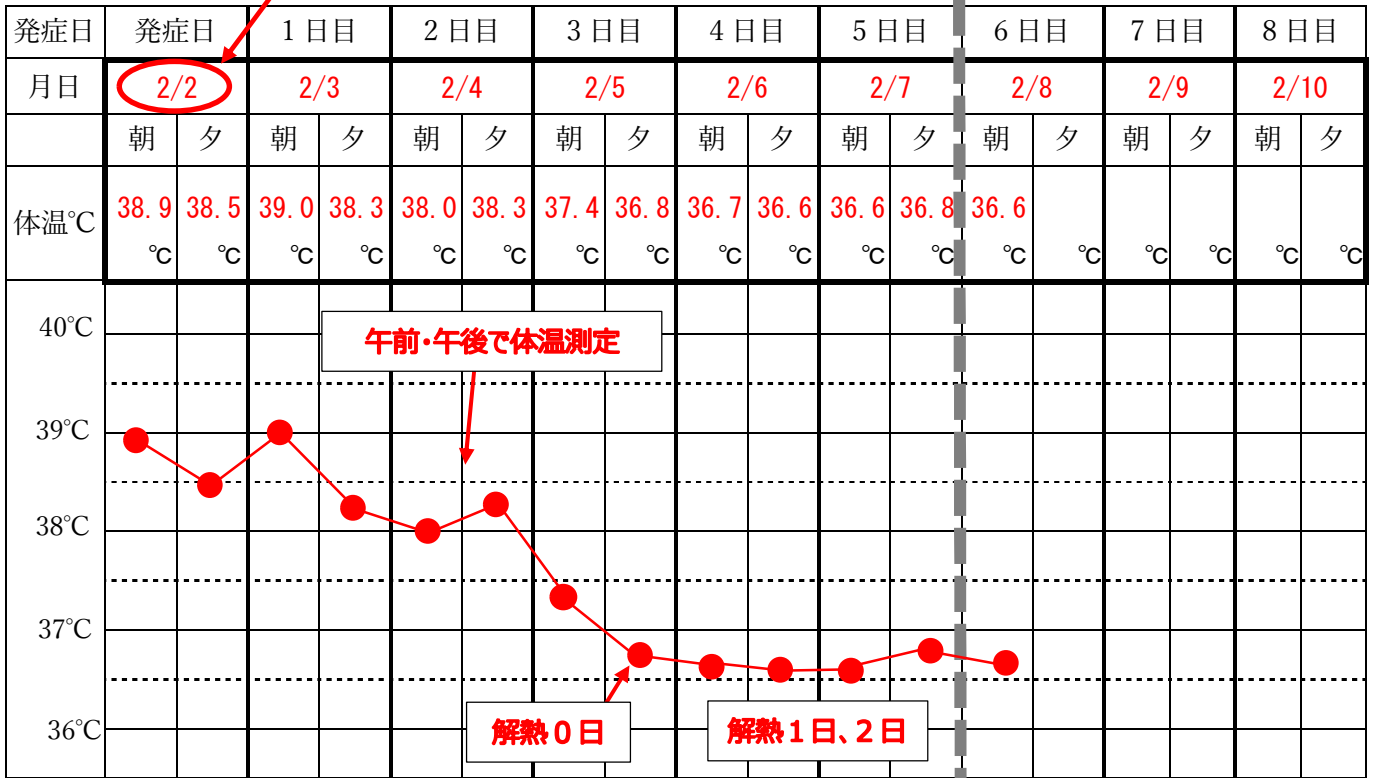 発症日 発症日 1日目 2日目 3日目 4日目 5日目 6日目 7日目 8日目
月日 2/2 2/3 2/4 2/5 2/6 2/7 2/8 2/9 2/10
朝 夕 朝 夕 朝 夕 朝 夕 朝 夕 朝 夕 朝 夕 朝 夕 朝 夕
体温℃ 38.9 38.5 39.0 38.3 38.0 38.3 37.4 36.8 36.7 36.6 36.6 36.8 36.6
℃ ℃ ℃ ℃ ℃ ℃ ℃ ℃ ℃ ℃ ℃ ℃ ℃ ℃ ℃ ℃ ℃ ℃
40℃
午前・午後で体温測定
39℃
38℃
37℃
36℃
解熱0日
解熱1日、2日